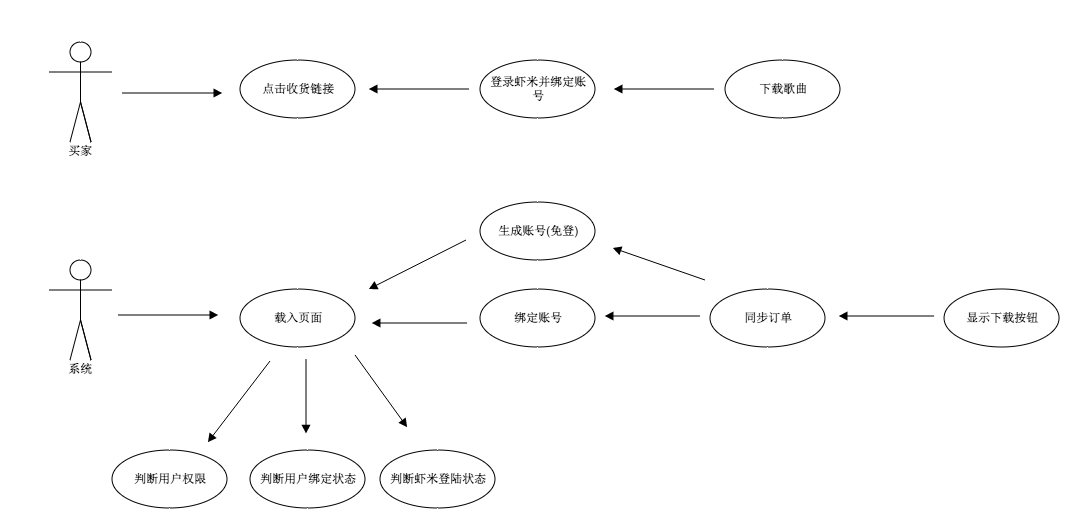 点击收货链接
登录虾米并绑定账
号
下载歌曲
买家
生成账号(免登)
载入页面
绑定账号
同步订单
显示下载按钮
系统
判断用户权限
判断用户绑定状态
判断虾米登陆状态